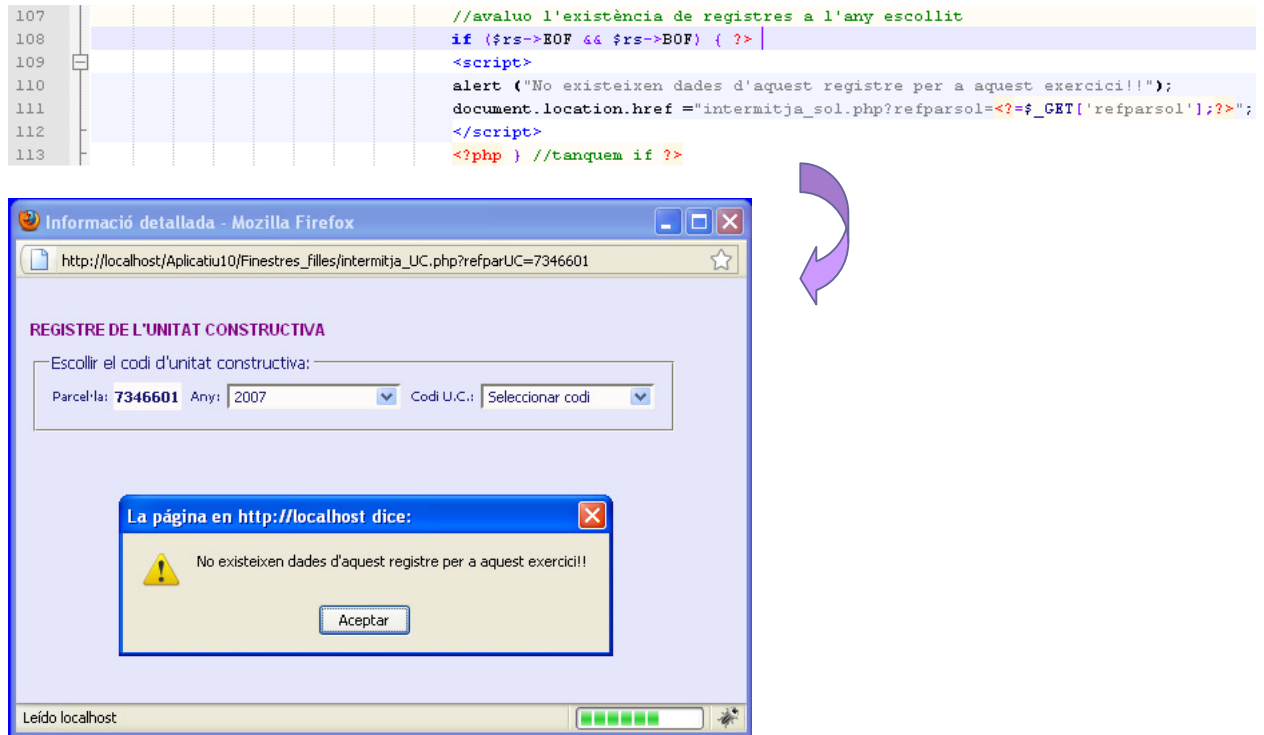 107 //avaluo l'existència de registres a l'any escollit
108 if ($rs->EOF && $rs->BOF) { ?>
109 <script>
110 alert ("No existeixen dades d'aquest registre per a aquest exercici!!");
111 document.location.href ="intermitja_sol.php?refparsol=<?=$_GET['refparsol'];?>";
112 </script>
113 <?php } //tanquem if ?>
Informació detallada - Mozilla Firefox
http://localhost/Aplicatiu10/Finestres_filles/intermitja_UC.php?refparUC=7346601
REGISTRE DE L'UNITAT CONSTRUCTIVA
Escollir el codi d'unitat constructiva:
Parcel·la: 7346601 Any: 2007 Codi U.C.: Seleccionar codi
La página en http://localhost dice:
No existeixen dades d'aquest registre per a aquest exercici!!
Aceptar
Leído localhost